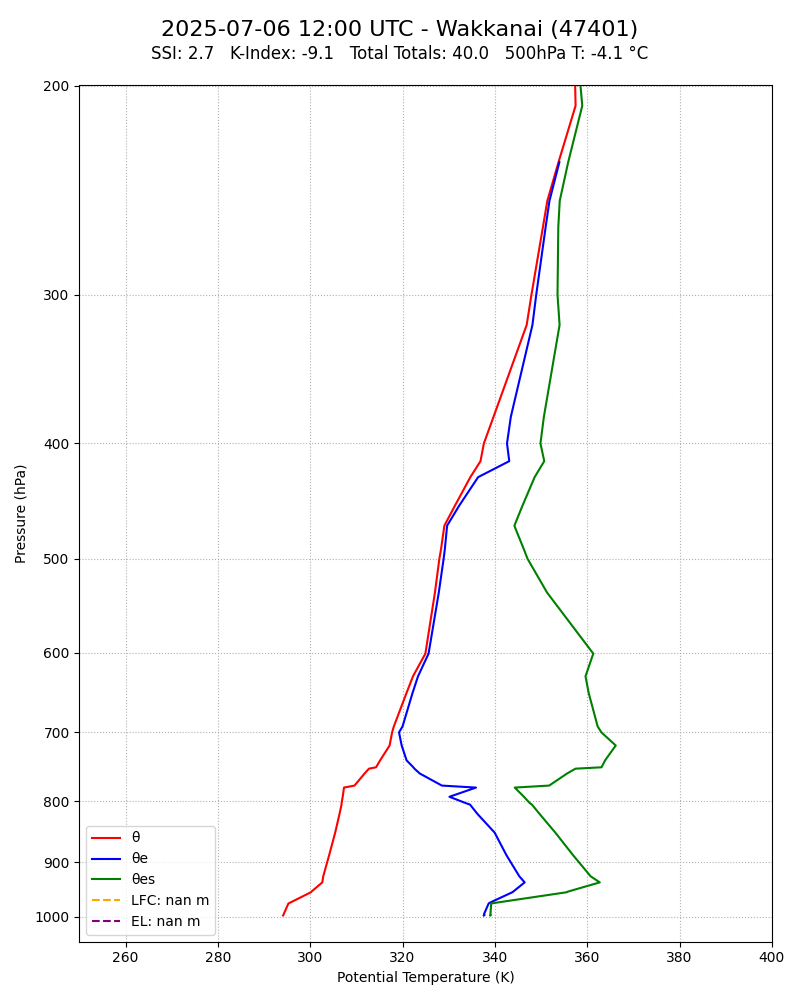 2025-07-06 12:00 UTC - Wakkanai (47401)
SSI: 2.7 K-Index: -9.1 Total Totals: 40.0 500hPa T: -4.1 °C
200
300
400
500
600
700
800
900
1000
Pressure (hPa)
θ
θe
θes
LFC: nan m
EL: nan m
260 280 300 320 340 360 380 400
Potential Temperature (K)